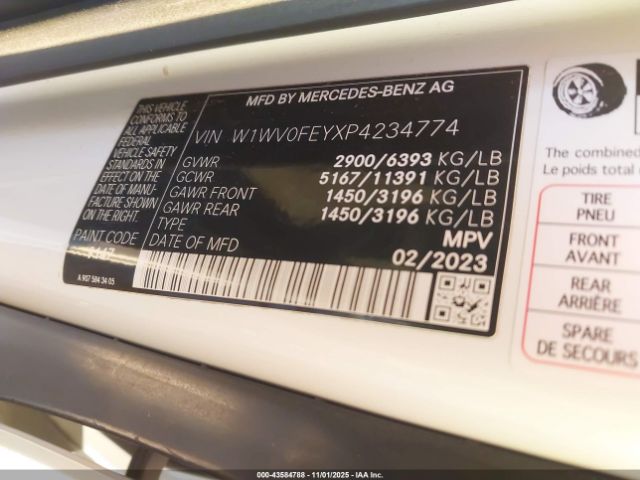 MFD BY MERCEDES-BENZ AG
THIS VEHICLE
CONFORMS TO
ALL APPLICABLE
FEDERAL
VEHICLE SAFETY
STANDARDS IN
EFFECT ON THE
DATE OF MANU-
FACTURE SHOWN
ON THE RIGHT.
PAINT CODE
A 907 584 34 05
VIN W1WV0FEYXP4234774
GVWR 2900/6393 KG/LB
GCWR 5167/11391 KG/LB
GAWR FRONT 1450/3196 KG/LB
GAWR REAR 1450/3196 KG/LB
TYPE MPV
DATE OF MFD 02/2023
The combined
Le poids total
TIRE
PNEU
FRONT
AVANT
REAR
ARRIÈRE
SPARE
DE SECOURS
000-43584788 - 11/01/2025 - IAA Inc.